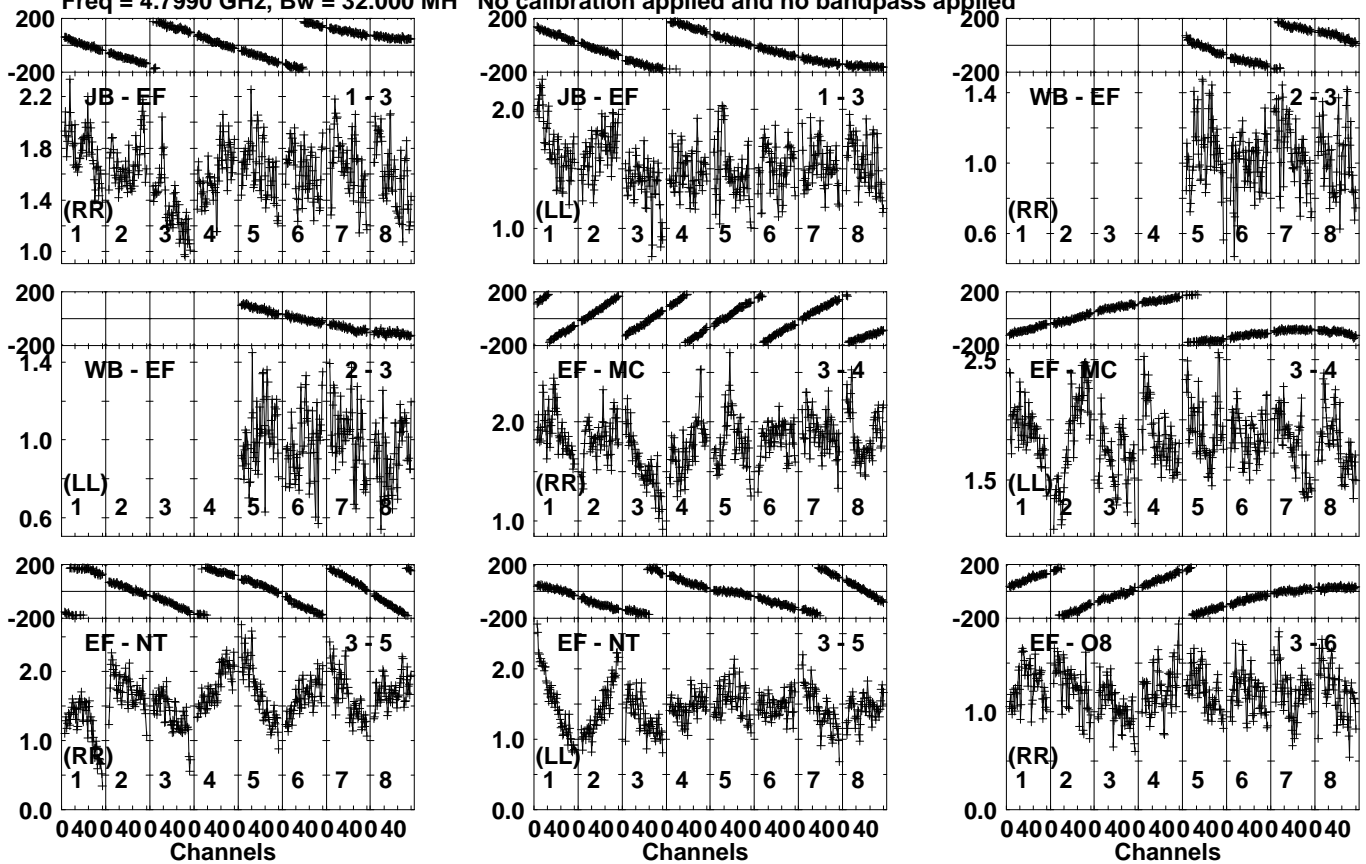 Freq = 4.7990 GHz, Bw = 32.000 MH No calibration applied and no bandpass applied
200
-200
2.2
1.8
1.4
1.0
JB - EF 1 - 3
(RR)
1 2 3 4 5 6 7 8
200
-200
2.0
1.0
JB - EF 1 - 3
(LL)
1 2 3 4 5 6 7 8
200
-200
1.4
1.0
0.6
WB - EF 2 - 3
(RR)
1 2 3 4 5 6 7 8
200
-200
1.4
1.0
0.6
WB - EF 2 - 3
(LL)
1 2 3 4 5 6 7 8
200
-200
2.0
1.0
EF - MC 3 - 4
(RR)
1 2 3 4 5 6 7 8
200
-200
2.5
1.5
EF - MC 3 - 4
(LL)
1 2 3 4 5 6 7 8
200
-200
2.0
1.0
0.0
EF - NT 3 - 5
(RR)
1 2 3 4 5 6 7 8
0 40 0 40 0 40 0 40 0 40 0 40 0 40 0 40
Channels
200
-200
2.0
1.0
0.0
EF - NT 3 - 5
(LL)
1 2 3 4 5 6 7 8
0 40 0 40 0 40 0 40 0 40 0 40 0 40 0 40
Channels
200
-200
1.0
0.0
EF - O8 3 - 6
(RR)
1 2 3 4 5 6 7 8
0 40 0 40 0 40 0 40 0 40 0 40 0 40 0 40
Channels